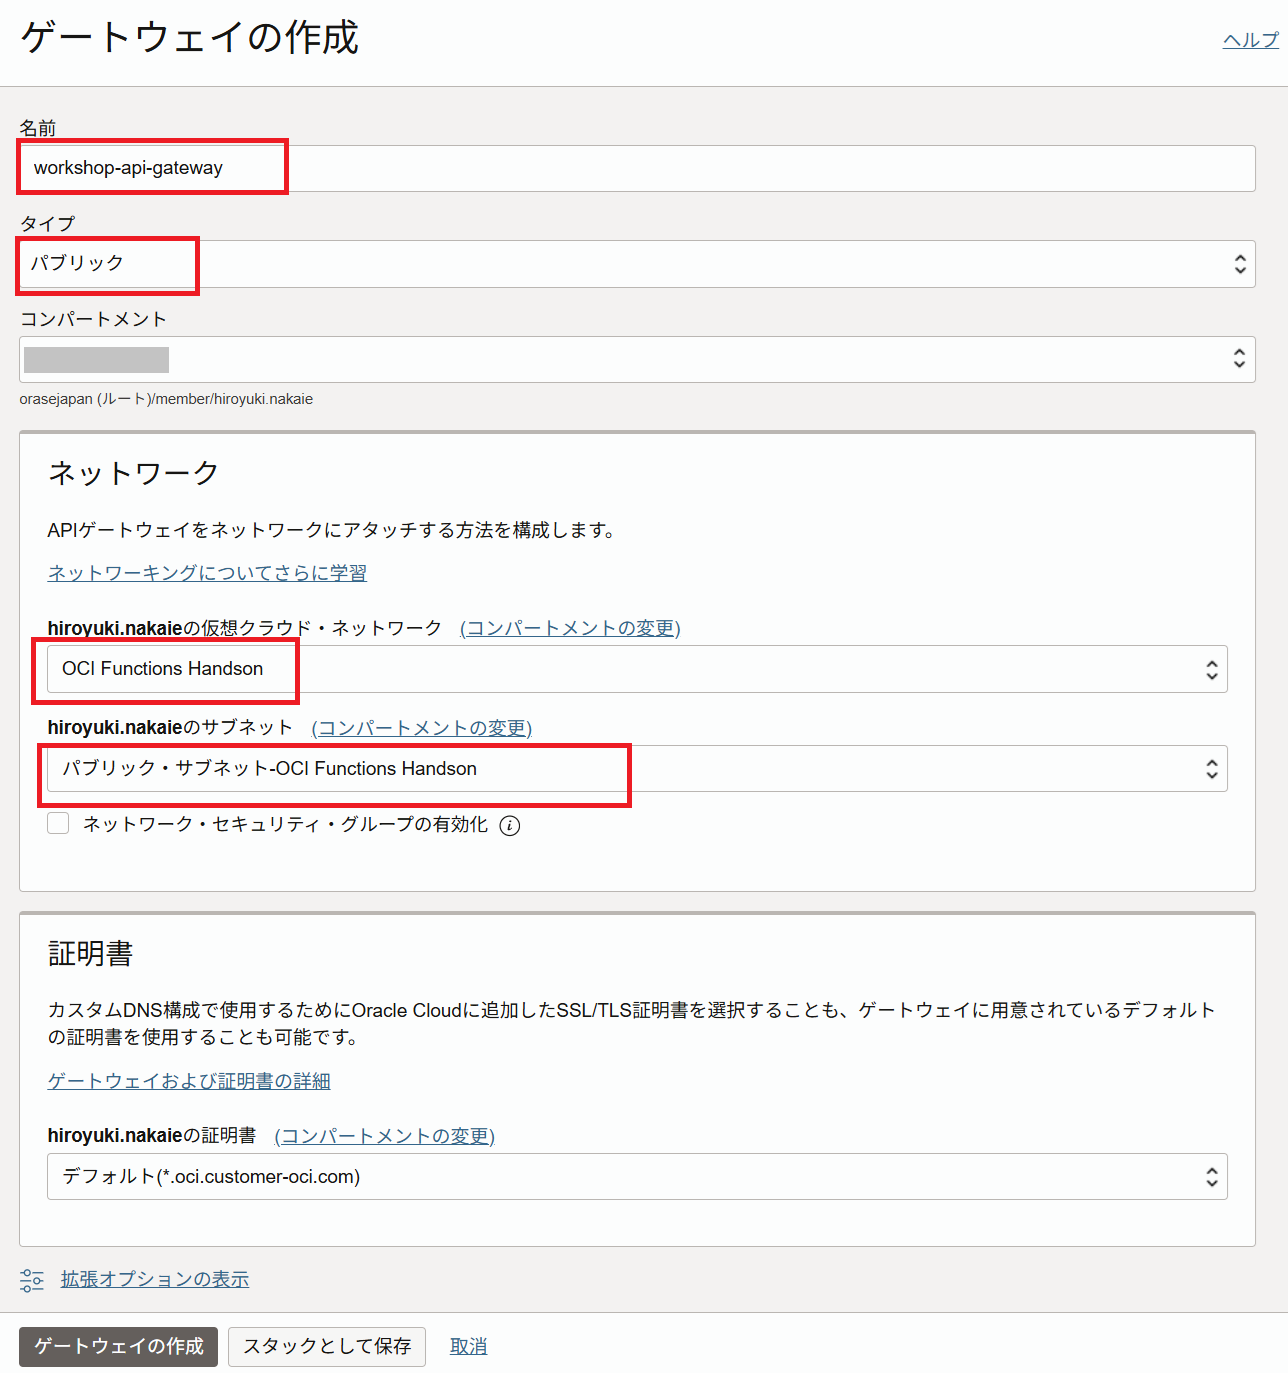 ゲートウェイの作成
ヘルプ
名前
workshop-api-gateway
タイプ
パブリック
コンパートメント
orasejapan (ルート)/member/hiroyuki.nakaie
ネットワーク
APIゲートウェイをネットワークにアタッチする方法を構成します。
ネットワーキングについてさらに学習
hiroyuki.nakaieの仮想クラウド・ネットワーク (コンパートメントの変更)
OCI Functions Handson
hiroyuki.nakaieのサブネット (コンパートメントの変更)
パブリック・サブネット-OCI Functions Handson
ネットワーク・セキュリティ・グループの有効化 i
証明書
カスタムDNS構成で使用するためにOracle Cloudに追加したSSL/TLS証明書を選択することも、ゲートウェイに用意されているデフォルト
の証明書を使用することも可能です。
ゲートウェイおよび証明書の詳細
hiroyuki.nakaieの証明書 (コンパートメントの変更)
デフォルト(*.oci.customer-oci.com)
拡張オプションの表示
ゲートウェイの作成 スタックとして保存 取消